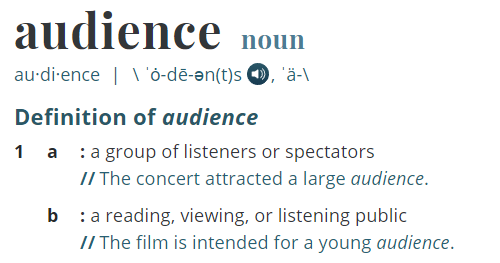 audience noun
au·di·ence | \ ˈȯ-dē-ən(t)s , ˈä-\
Definition of audience
1 a : a group of listeners or spectators
// The concert attracted a large audience.
b : a reading, viewing, or listening public
// The film is intended for a young audience.